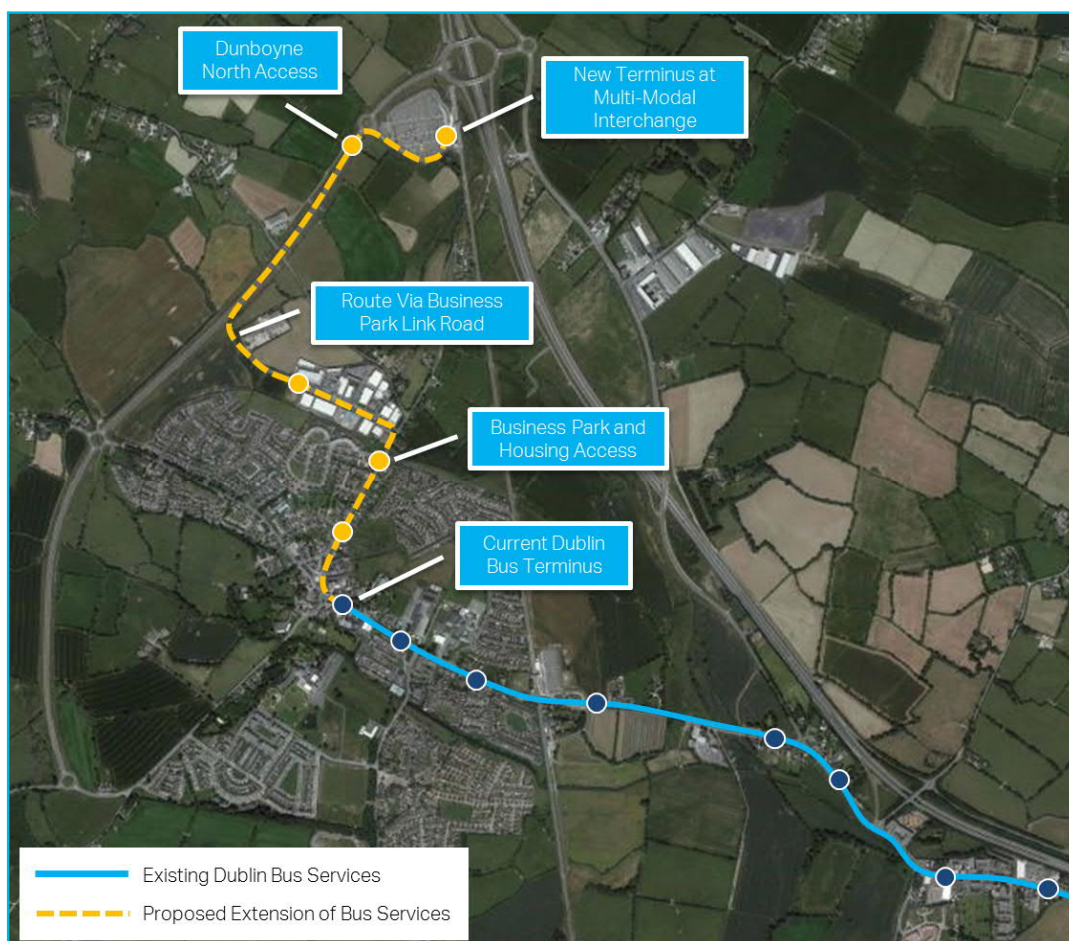 Dunboyne
North Access
New Terminus at
Multi-Modal
Interchange
Route Via Business
Park Link Road
Business Park and
Housing Access
Current Dublin
Bus Terminus
Existing Dublin Bus Services
Proposed Extension of Bus Services